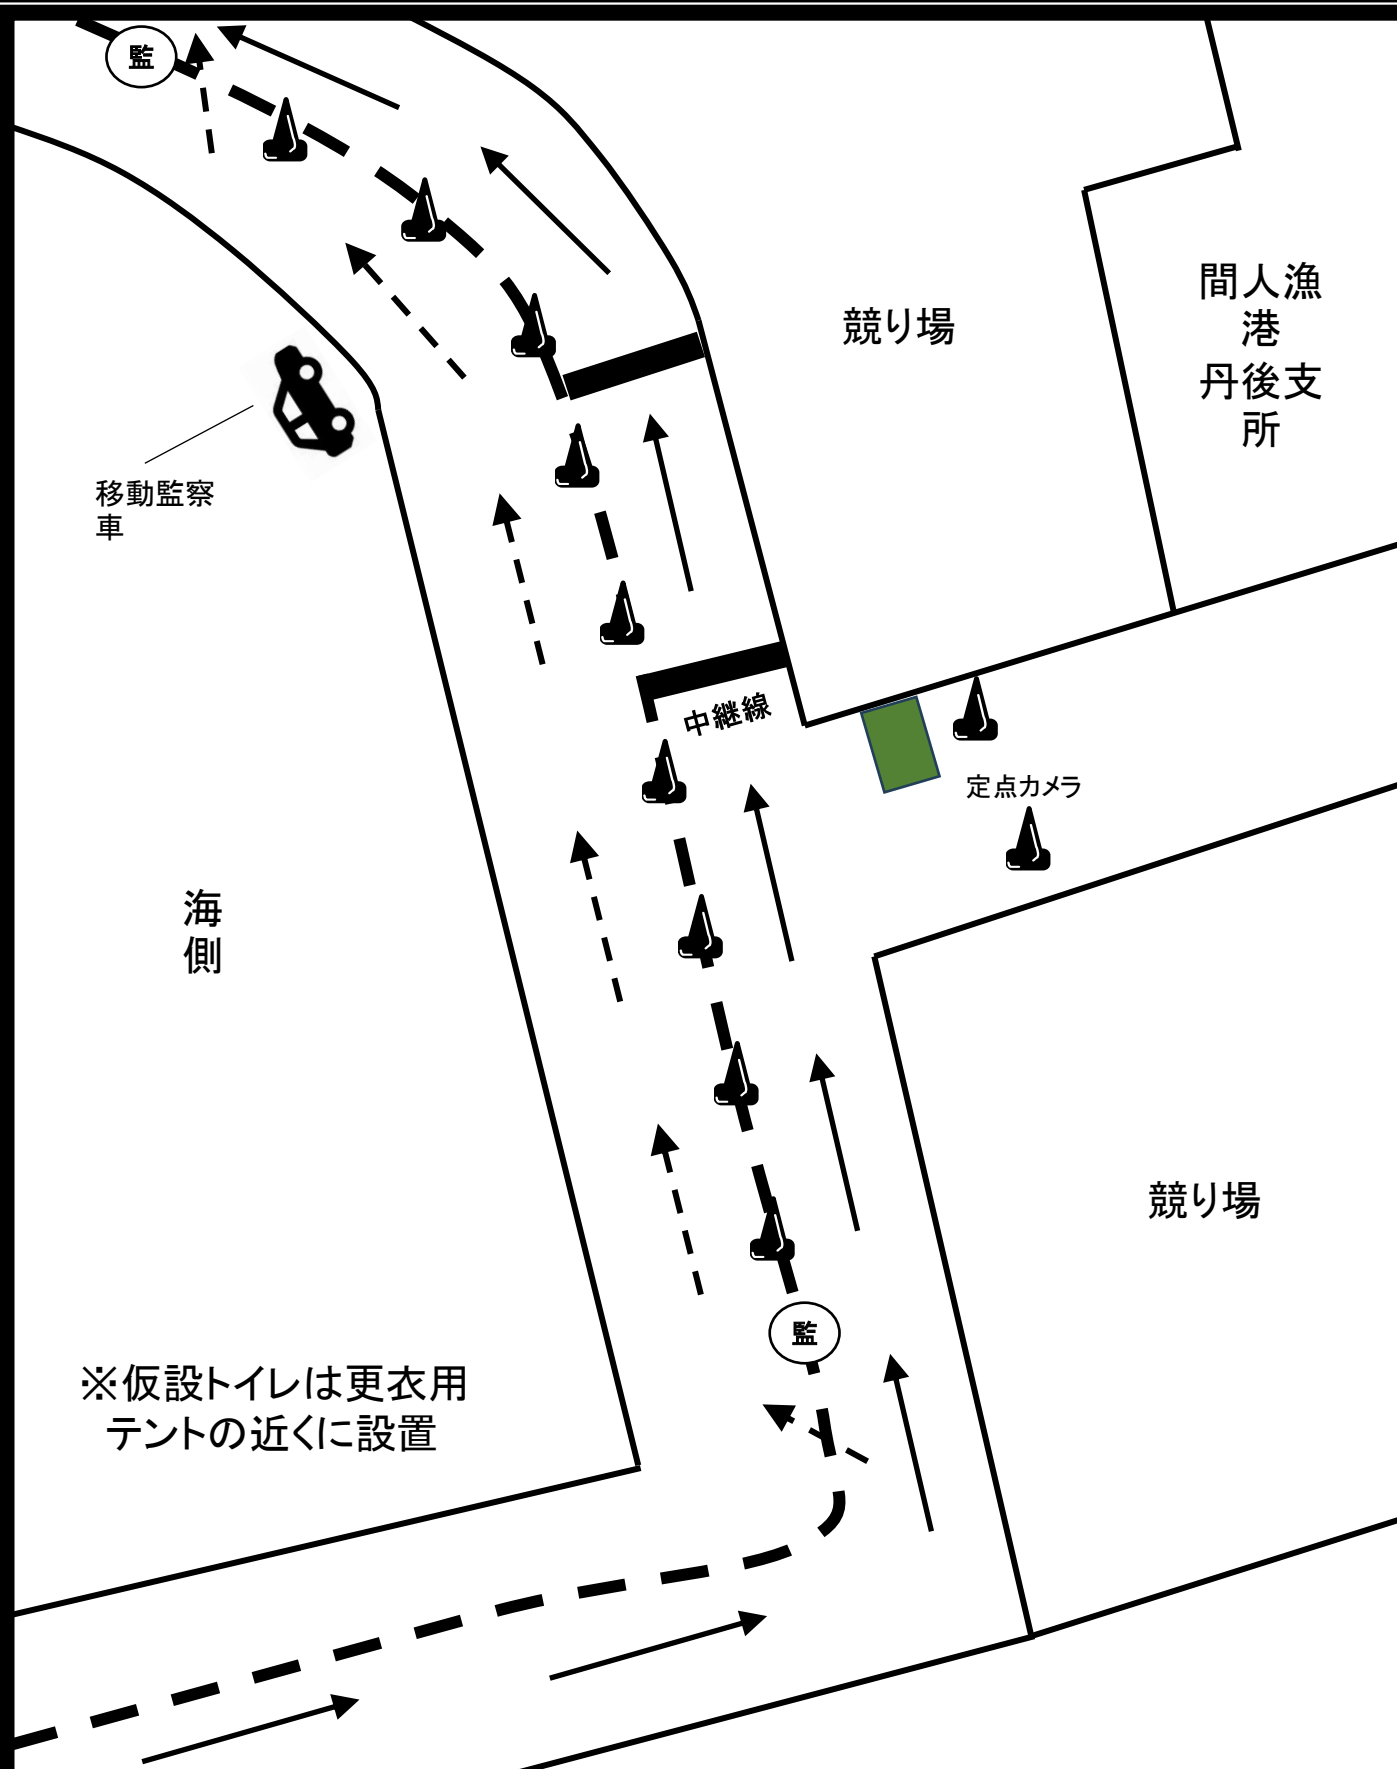 監
競り場
間人漁
港
丹後支
所
移動監察
車
中継線
定点カメラ
海
側
競り場
監
※仮設トイレは更衣用
テントの近くに設置